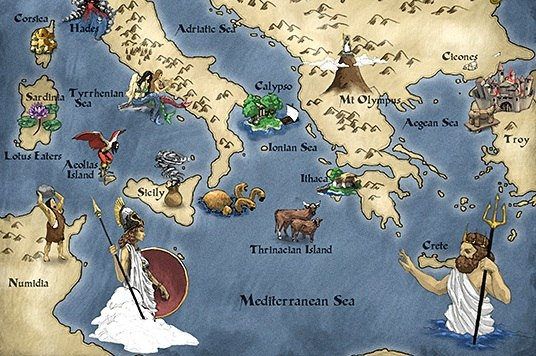 Corsica
Hades
Adriatic Sea
Cicones
Sardinia
Tyrrhenian
Sea
Calypso
Mt Olympus
Aegean Sea
Troy
Lotus Eaters
Aeolias
Island
Ionian Sea
Sicily
Ithaca
Thrinacian Island
Crete
Numidia
Mediterranean Sea